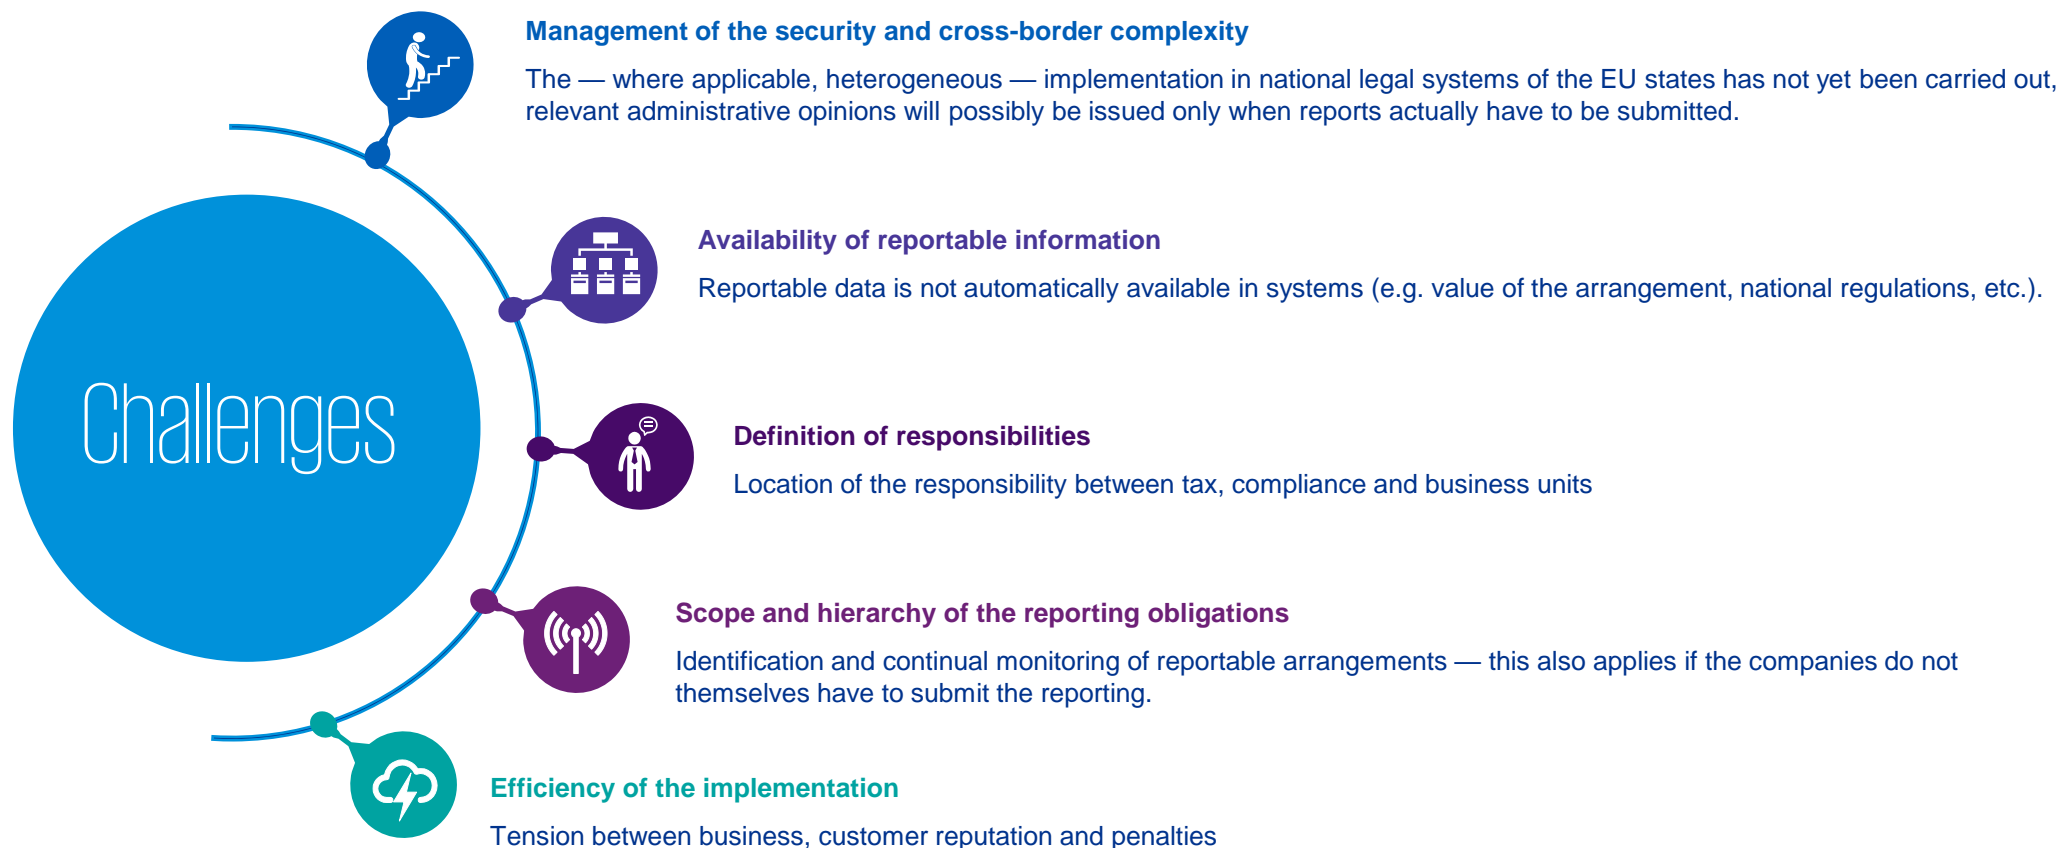 Management of the security and cross-border complexity
The — where applicable, heterogeneous — implementation in national legal systems of the EU states has not yet been carried out,
relevant administrative opinions will possibly be issued only when reports actually have to be submitted.
Availability of reportable information
Reportable data is not automatically available in systems (e.g. value of the arrangement, national regulations, etc.).
Challenges
Definition of responsibilities
Location of the responsibility between tax, compliance and business units
Scope and hierarchy of the reporting obligations
Identification and continual monitoring of reportable arrangements — this also applies if the companies do not
themselves have to submit the reporting.
Efficiency of the implementation
Tension between business, customer reputation and penalties